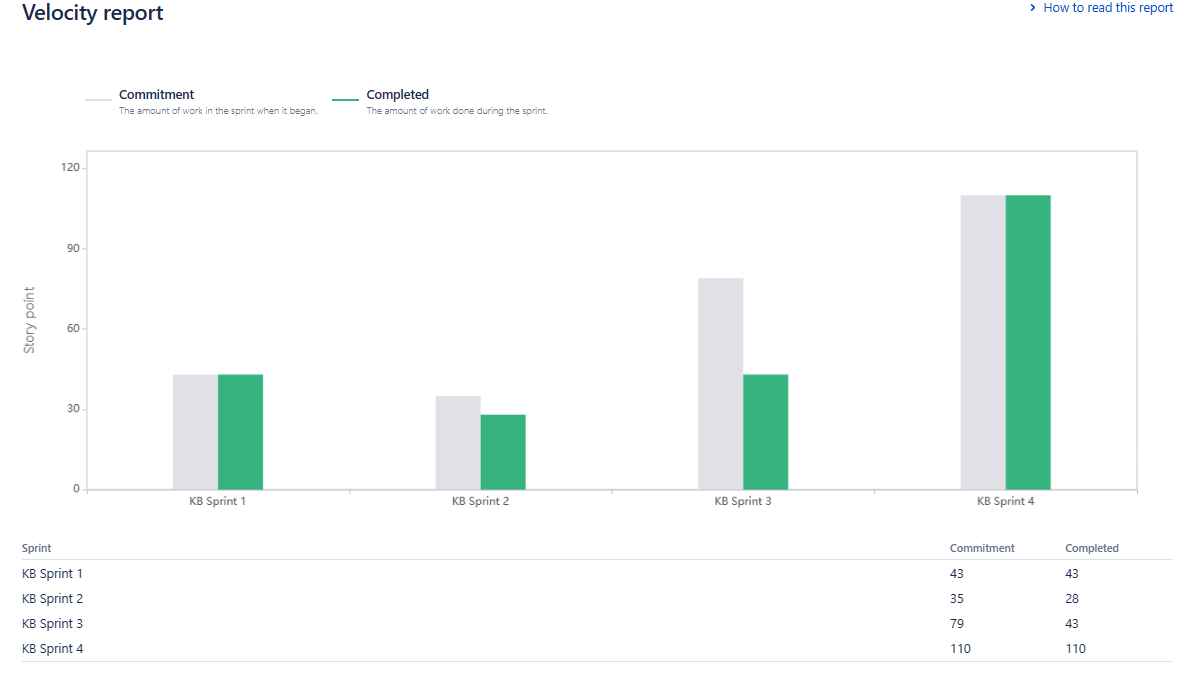 Velocity report
How to read this report
Commitment
The amount of work in the sprint when it began.
Completed
The amount of work done during the sprint.
Story point
120
90
60
30
0
KB Sprint 1 KB Sprint 2 KB Sprint 3 KB Sprint 4
Sprint Commitment Completed
KB Sprint 1 43 43
KB Sprint 2 35 28
KB Sprint 3 79 43
KB Sprint 4 110 110